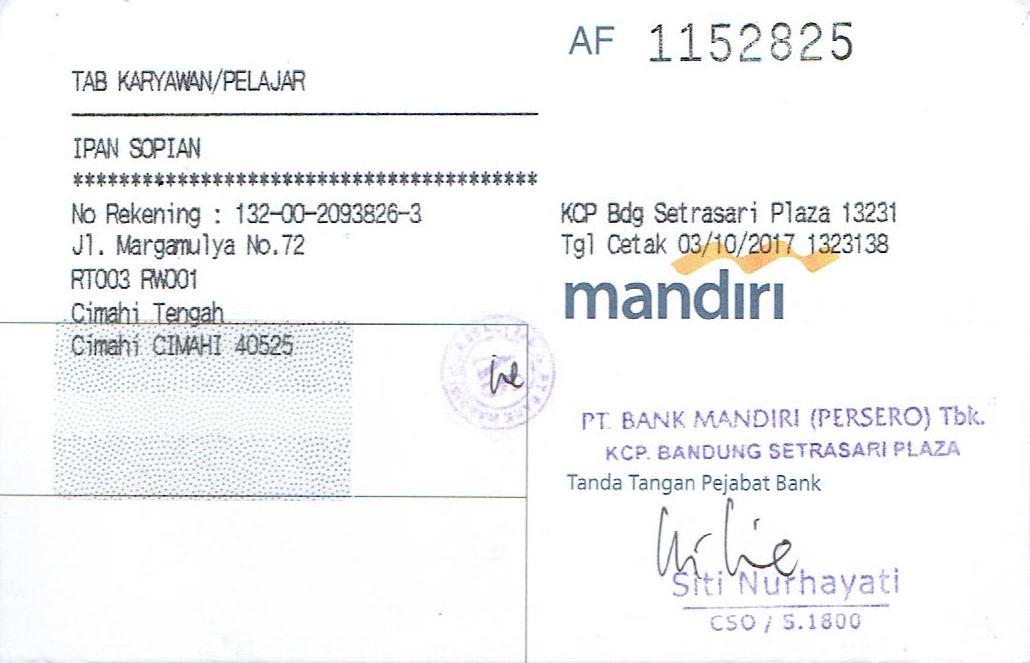 AF 1152825
TAB KARYAWAN/PELAJAR
IPAN SOPIAN
****************************************
No Rekening : 132-00-2093826-3
Jl. Margamulya No.72
RT003 RW001
Cimahi Tengah
Cimahi CIMAHI 40525
KCP Bdg Setrasari Plaza 13231
Tgl Cetak 03/10/2017 1323138
mandırı
PT. BANK MANDIRI (PERSERO) Tbk.
KCP. BANDUNG SETRASARI PLAZA
Tanda Tangan Pejabat Bank
Siti Nurhayati
CSO / S.1800